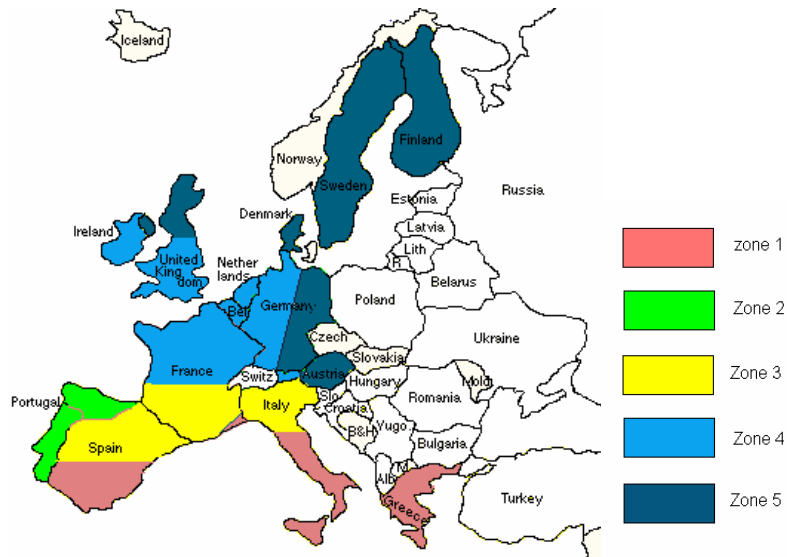 Iceland
Norway
Finland
Sweden
Russia
Estonia
Latvia
Lith
R
Denmark
Ireland
United
King
dom
Nether
lands
Bel
Germany
Poland
Belarus
Ukraine
Czech
Slovakia
France
Switz
Austria
Hungary
Mold
Slo
Croatia
Romania
Italy
B&H
Yugo.
Bulgaria
Portugal
Spain
Alb
M
Greece
Turkey
zone 1
Zone 2
Zone 3
Zone 4
Zone 5